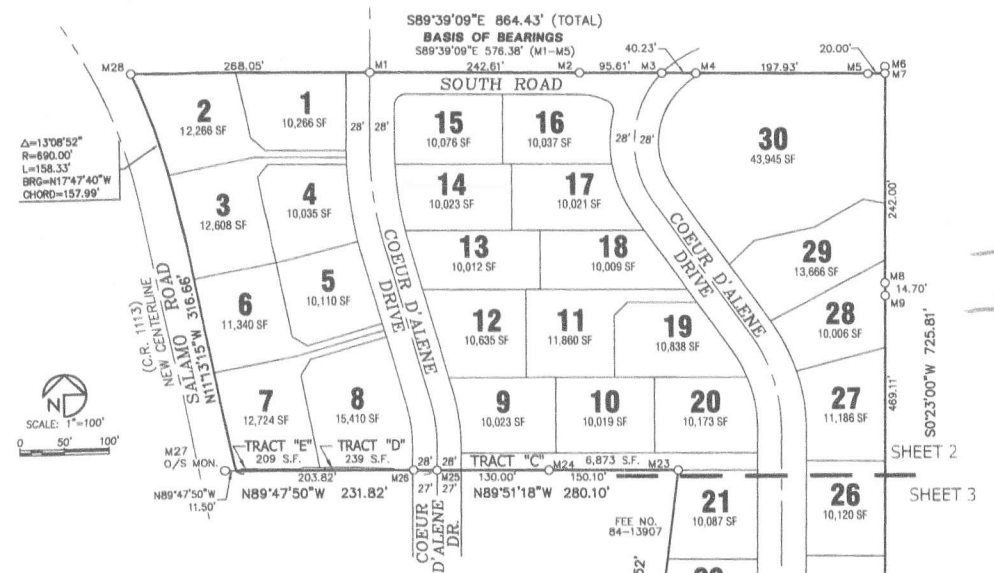 S89°39'09"E 864.43' (TOTAL)
BASIS OF BEARINGS
S89°39'09"E 576.38' (M1-M5)
40.23'
20.00'
M28
268.05'
M1
242.61'
M2
95.61'
M3
M4
197.93'
M5
M6
M7
SOUTH ROAD
2
12,266 SF
1
10,266 SF
28'
28'
15
10,076 SF
16
10,037 SF
28'
28'
30
43,945 SF
Δ=13°08'52"
R=690.00'
L=158.33'
BRG=N17°47'40"W
CHORD=157.99'
3
12,608 SF
4
10,035 SF
14
10,023 SF
17
10,021 SF
242.00'
COEUR D'ALENE
DRIVE
COEUR D'ALENE
DRIVE
13
10,012 SF
18
10,009 SF
29
13,666 SF
M8
14.70'
M9
(C.R. 1113)
NEW CENTERLINE
SALAMO ROAD
N11°13'15"W 316.66'
6
11,340 SF
5
10,110 SF
12
10,635 SF
11
11.860 SF
19
10,838 SF
28
10,006 SF
S0°23'00"W 725.81'
469.11'
N
SCALE: 1"=100'
0 50' 100'
7
12,724 SF
8
15,410 SF
9
10,023 SF
10
10,019 SF
20
10,173 SF
27
11,186 SF
M27
O/S MON.
TRACT "E"
209 S.F.
TRACT "D"
239 S.F.
203.82'
M26
28'
28'
M25
TRACT "C"
6,873 S.F.
130.00'
M24
150.10'
M23
SHEET 2
SHEET 3
N89°47'50"W
11.50'
N89°47'50"W 231.82'
27'
27'
N89°51'18"W 280.10'
COEUR
D'ALENE
DR.
FEE NO.
84-13907
21
10,087 SF
26
10,120 SF
52'